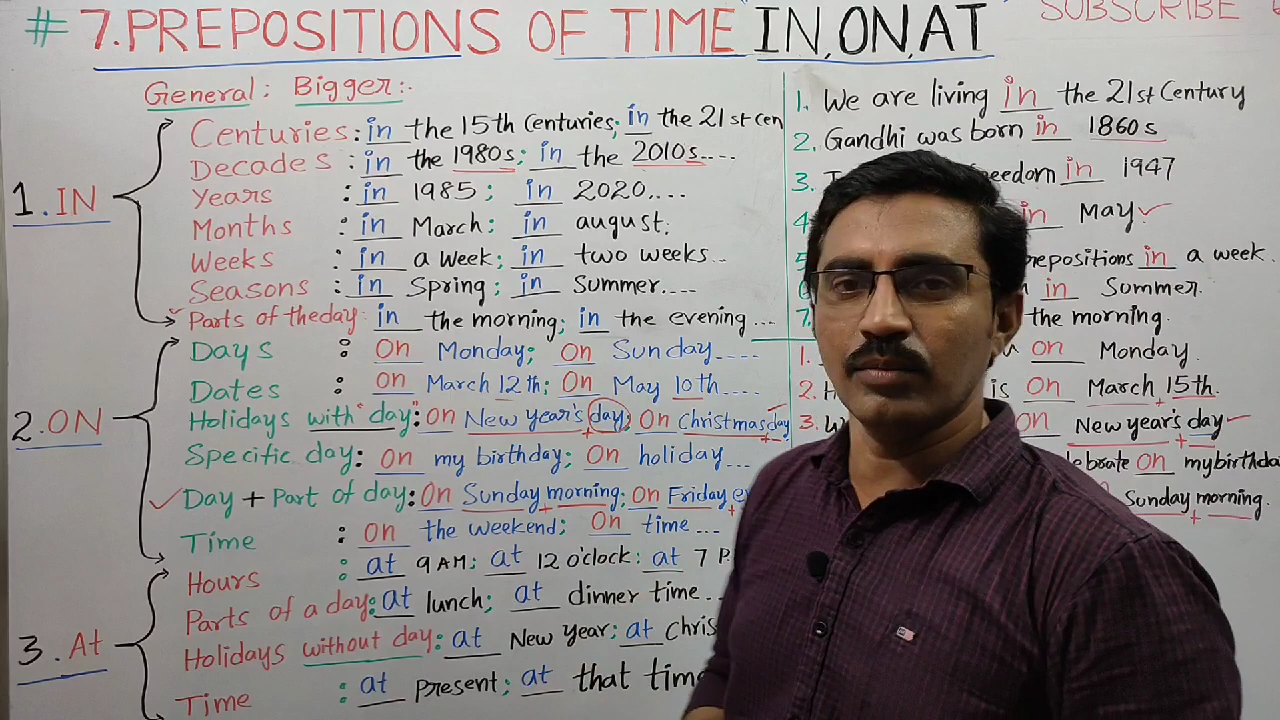 # 7. PREPOSITIONS OF TIME IN, ON, AT
SUBSCRIBE
General: Bigger:-
1. IN
Centuries: in the 15th Centuries; in the 21st Cen
Decades : in the 1980s; in the 2010s....
Years : in 1985; in 2020....
Months : in March; in august.
Weeks : in a week; in two weeks...
Seasons : in Spring; in Summer....
Parts of theday: in the morning; in the evening...
2. ON
Days : On Monday; On Sunday....
Dates : On March 12th; On May 10th....
Holidays with "day": On New year's day; On Christmas day
Specific day: On my birthday; On holiday...
Day + Part of day: On Sunday morning; On Friday
Time : On the weekend; On time...
3. At
Hours : at 9 AM; at 12 o'clock: at 7 P
Parts of a day: at lunch; at dinner time..
Holidays without day: at New Year; at Chris
Time : at Present; at that time
1. We are living in the 21st Century
2. Gandhi was born in 1860s
3. in 1947
4 in May
in a week.
in Summer.
7. the morning.
1. on Monday.
2. is On March 15th.
3. on New year's day
on mybirthda
Sunday morning.